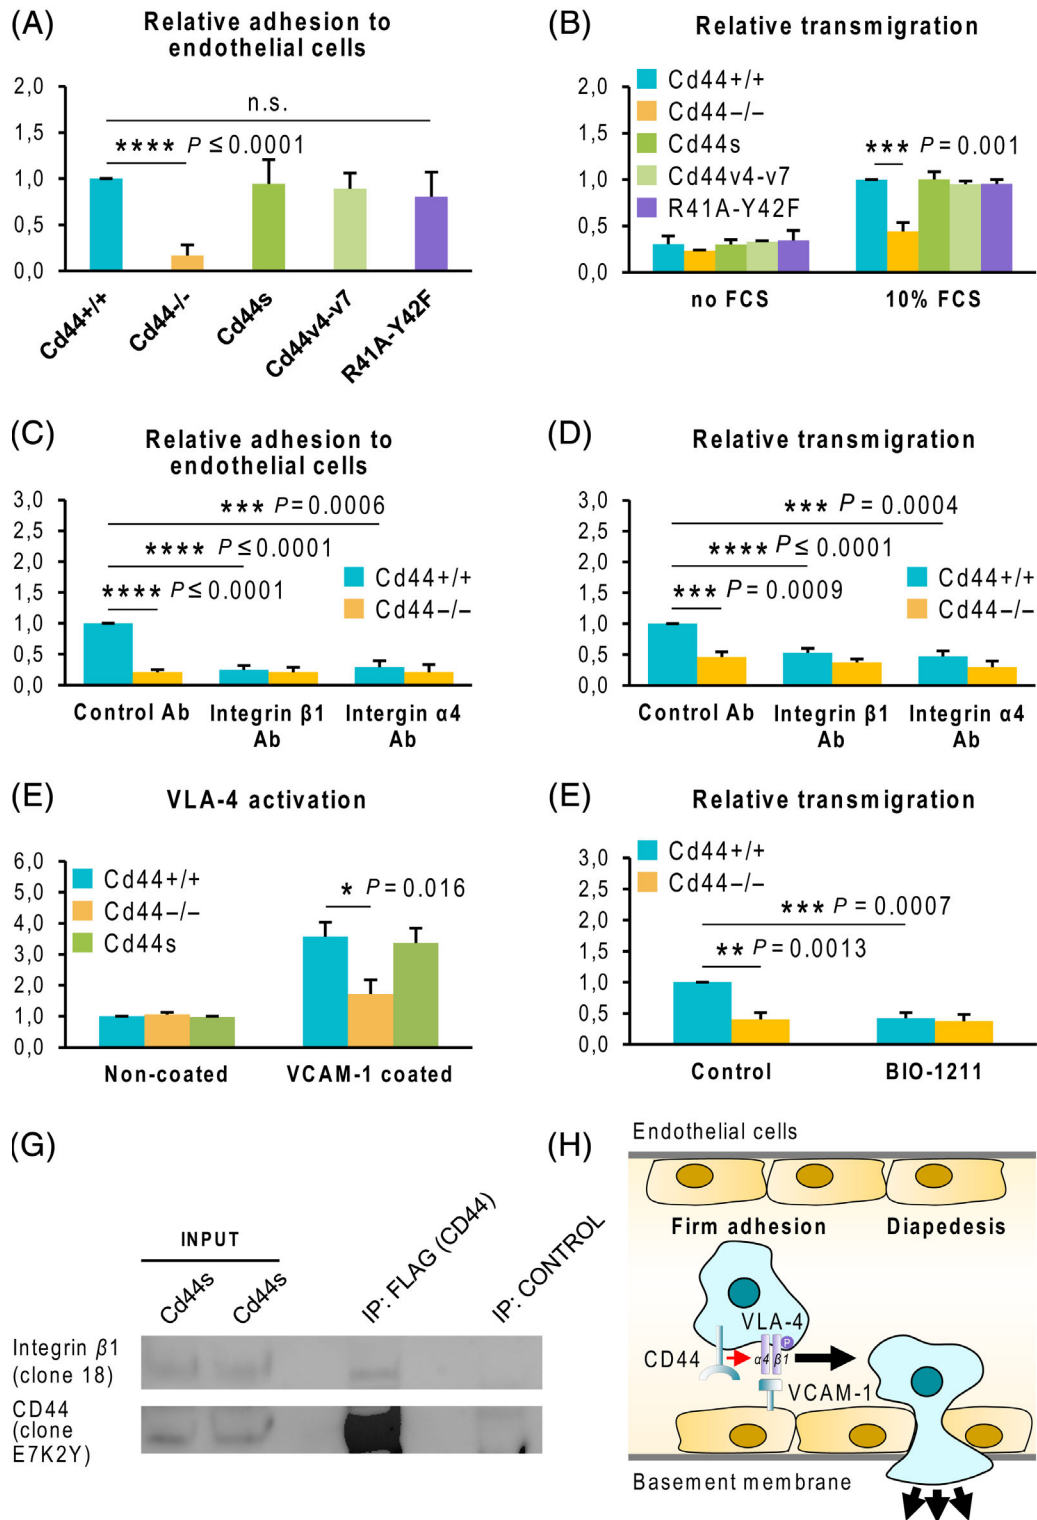 (A)
Relative adhesion to
endothelial cells
2,0
1,5
1,0
0,5
0,0
n.s.
**** P ≤ 0.0001
Cd44+/+
Cd44-/-
Cd44s
Cd44v4-v7
R41A-Y42F
(B)
Relative transmigration
2,0
1,5
1,0
0,5
0,0
Cd44+/+
Cd44−/−
Cd44s
Cd44v4-v7
R41A-Y42F
*** P = 0.001
no FCS
10% FCS
(C)
Relative adhesion to
endothelial cells
3,0
2,5
2,0
1,5
1,0
0,5
0,0
*** P = 0.0006
**** P ≤ 0.0001
**** P ≤ 0.0001
Cd44+/+
Cd44−/−
Control Ab
Integrin β1
Ab
Intergin α4
Ab
(D)
Relative transmigration
3,0
2,5
2,0
1,5
1,0
0,5
0,0
*** P = 0.0004
**** P ≤ 0.0001
*** P = 0.0009
Cd44+/+
Cd44−/−
Control Ab
Integrin β1
Ab
Integrin α4
Ab
(E)
VLA-4 activation
6,0
5,0
4,0
3,0
2,0
1,0
0,0
Cd44+/+
Cd44−/−
Cd44s
* P = 0.016
Non-coated
VCAM-1 coated
(E)
Relative transmigration
3,0
2,5
2,0
1,5
1,0
0,5
0,0
Cd44+/+
Cd44−/−
*** P = 0.0007
** P = 0.0013
Control
BIO-1211
(G)
INPUT
Cd44s
Cd44s
IP: FLAG (CD44)
IP: CONTROL
Integrin β1
(clone 18)
CD44
(clone
E7K2Y)
(H)
Endothelial cells
Firm adhesion
Diapedesis
VLA-4
P
CD44
α4 β1
VCAM-1
Basement membrane